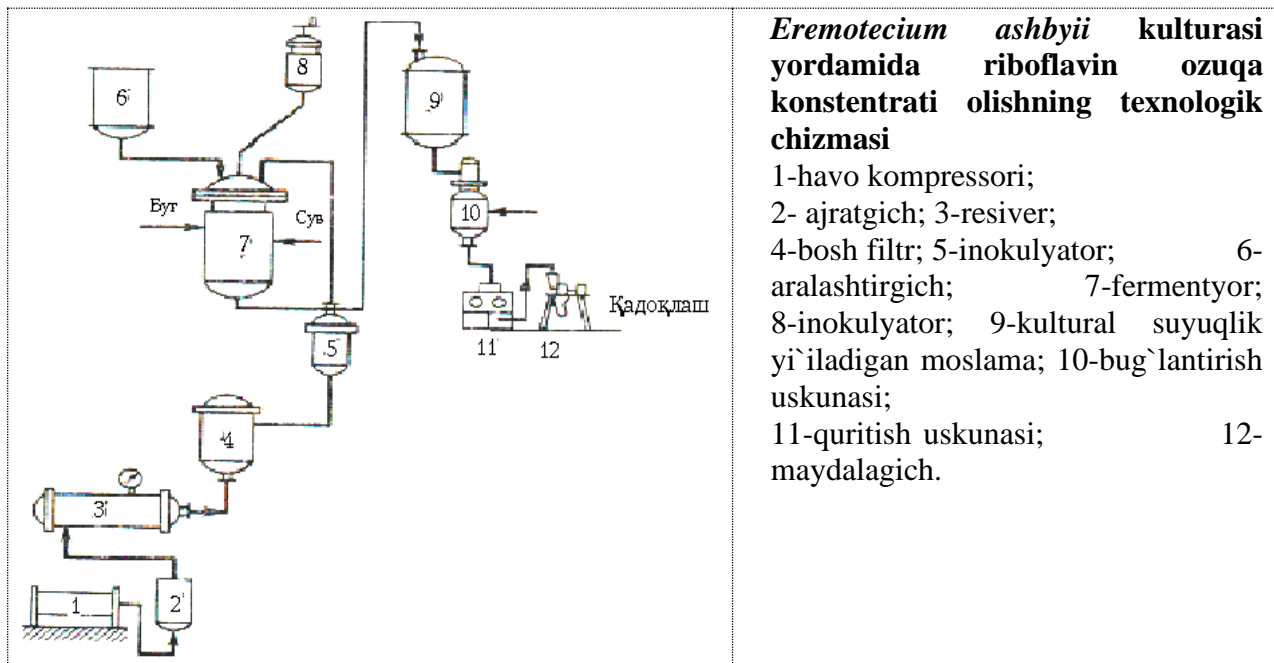 8
6
9
Буг
Сув
10
7
Қадоқлаш
5
11
12
4
3
1
2
Eremotecium ashbyii kulturasi
yordamida riboflavin ozuqa
konstentrati olishning texnologik
chizmasi
1-havo kompressori;
2- ajratgich; 3-resiver;
4-bosh filtr; 5-inokulyator; 6-
aralashtirgich; 7-fermentyor;
8-inokulyator; 9-kultural suyuqlik
yi`iladigan moslama; 10-bug`lantirish
uskunasi;
11-quritish uskunasi; 12-
maydalagich.